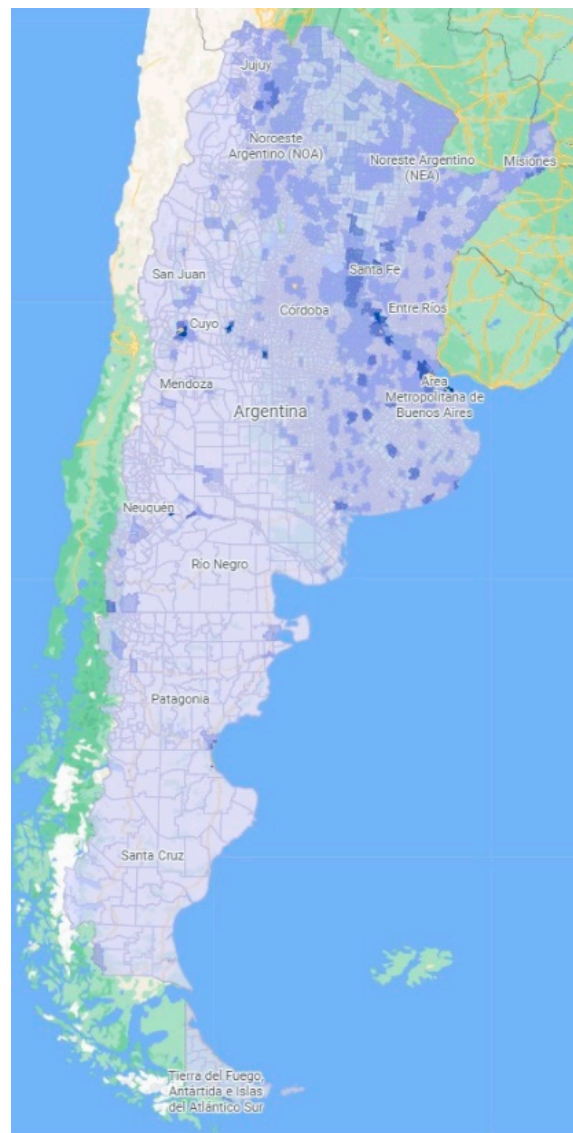 Jujuy
Noroeste
Argentino (NOA)
Noreste Argentino
(NEA)
Misiones
San Juan
Santa Fe
Cuyo
Córdoba
Entre Ríos
Mendoza
Área
Metropolitana de
Buenos Aires
Argentina
Neuquén
Río Negro
Patagonia
Santa Cruz
Tierra del Fuego,
Antártida e Islas
del Atlántico Sur